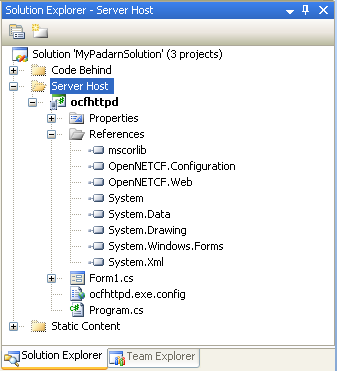 Solution Explorer - Server Host
Solution 'MyPadarnSolution' (3 projects)
Code Behind
Server Host
ocfhttpd
Properties
References
mscorlib
OpenNETCF.Configuration
OpenNETCF.Web
System
System.Data
System.Drawing
System.Windows.Forms
System.Xml
Form1.cs
ocfhttpd.exe.config
Program.cs
Static Content
Solution Explorer Team Explorer